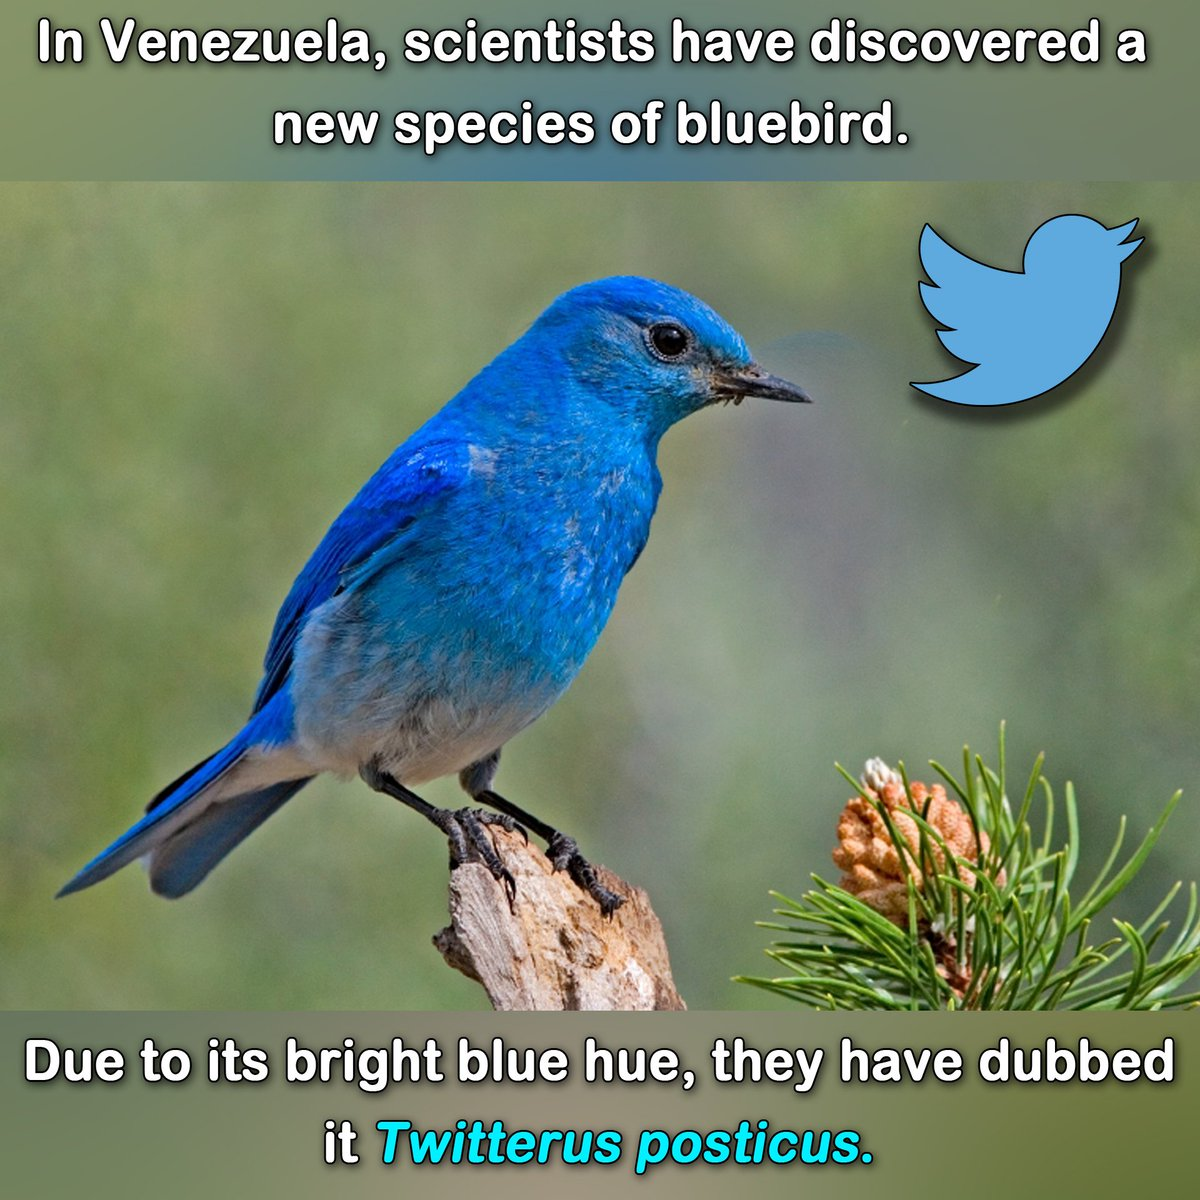 In Venezuela, scientists have discovered a
new species of bluebird.
Due to its bright blue hue, they have dubbed
it Twitterus posticus.